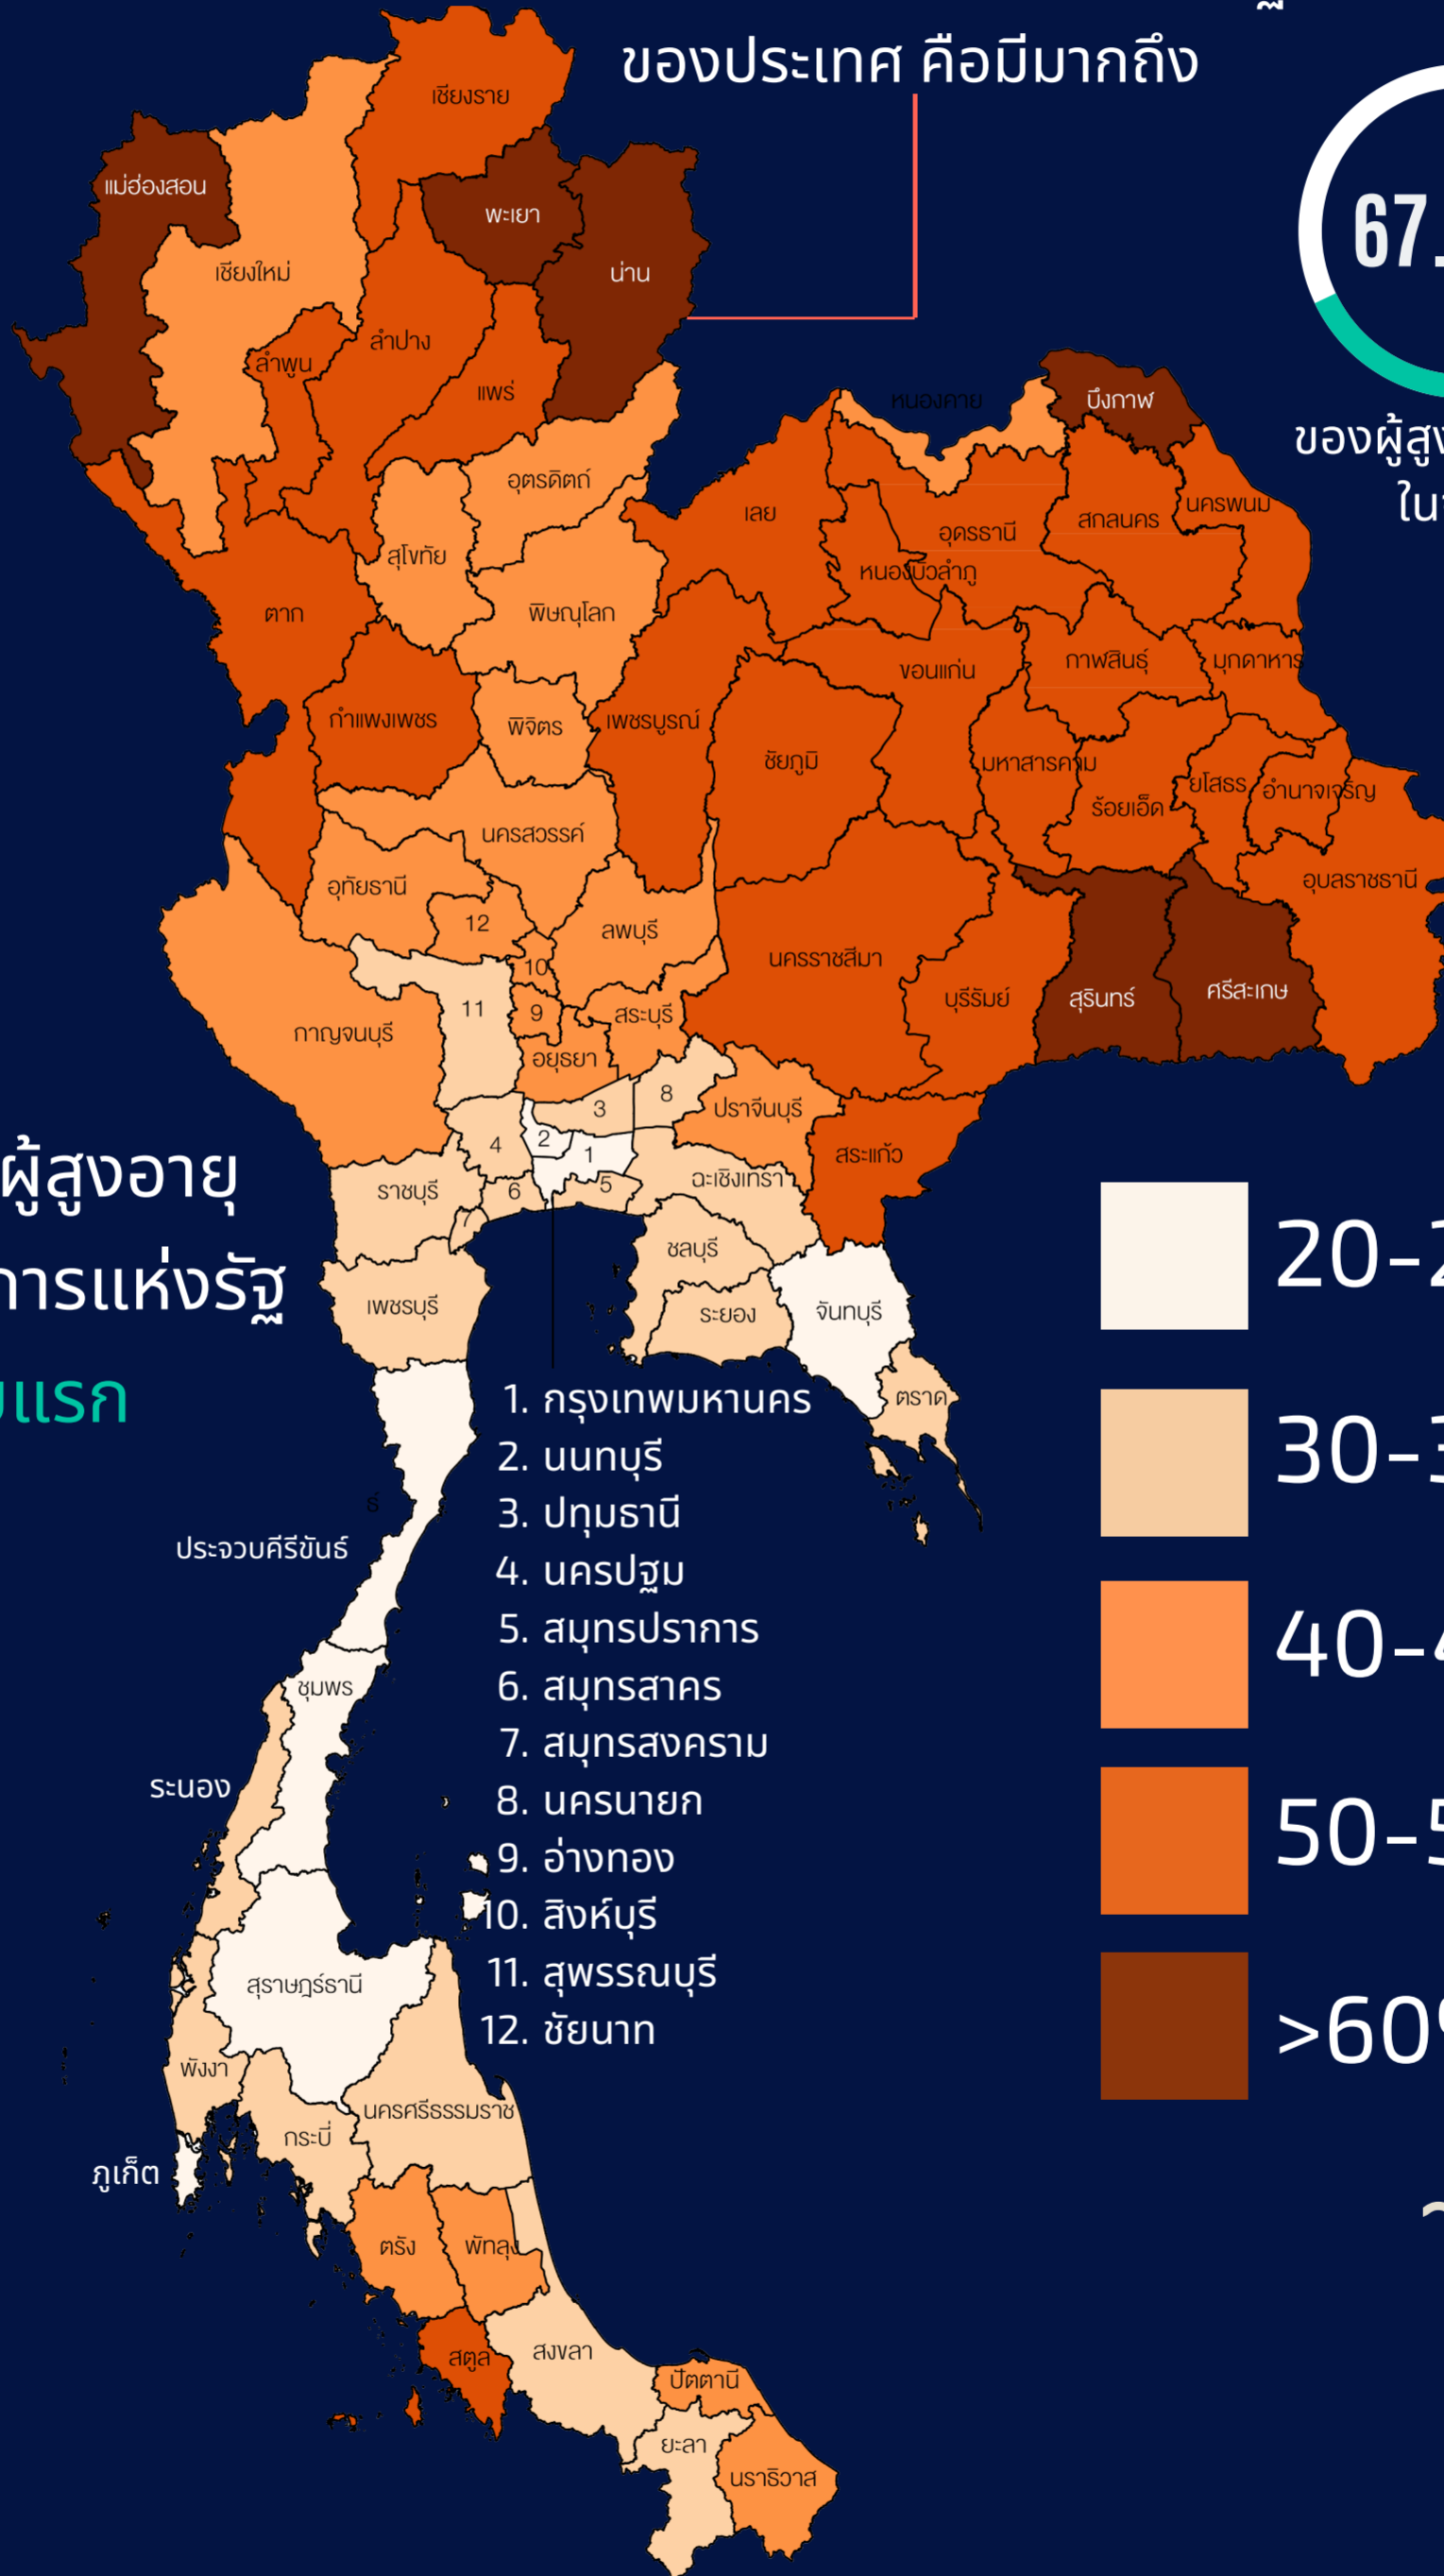 ของประเทศ คือมีมากถึง
67.
ของผู้สูง
ใน
เชียงราย
แม่ฮ่องสอน
พะเยา
เชียงใหม่
น่าน
ลำปาง
ลำพูน
แพร่
หนองคาย
บึงกาฬ
อุตรดิตถ์
เลย
สกลนคร
นครพนม
อุดรธานี
สุโขทัย
หนองบัวลำภู
ตาก
พิษณุโลก
ขอนแก่น
กาฬสินธุ์
มุกดาหาร
กำแพงเพชร
พิจิตร
เพชรบูรณ์
ชัยภูมิ
มหาสารคาม
ยโสธร
อำนาจเจริญ
ร้อยเอ็ด
นครสวรรค์
อุทัยธานี
อุบลราชธานี
12
ลพบุรี
นครราชสีมา
10
11
9
สระบุรี
บุรีรัมย์
สุรินทร์
ศรีสะเกษ
กาญจนบุรี
อยุธยา
8
3
ปราจีนบุรี
4
2
1
สระแก้ว
ผู้สูงอายุ
ราชบุรี
6
5
ฉะเชิงเทรา
7
ชลบุรี
20-2
การแห่งรัฐ
เพชรบุรี
ระยอง
จันทบุรี
แรก
ตราด
30-3
1. กรุงเทพมหานคร
2. นนทบุรี
3. ปทุมธานี
4. นครปฐม
5. สมุทรปราการ
6. สมุทรสาคร
7. สมุทรสงคราม
8. นครนายก
9. อ่างทอง
10. สิงห์บุรี
11. สุพรรณบุรี
12. ชัยนาท
ธ์
ประจวบคีรีขันธ์
40-4
ชุมพร
ระนอง
50-5
สุราษฎร์ธานี
>60%
พังงา
นครศรีธรรมราช
กระบี่
ภูเก็ต
~
ตรัง
พัทลุง
สตูล
สงขลา
ปัตตานี
ยะลา
นราธิวาส